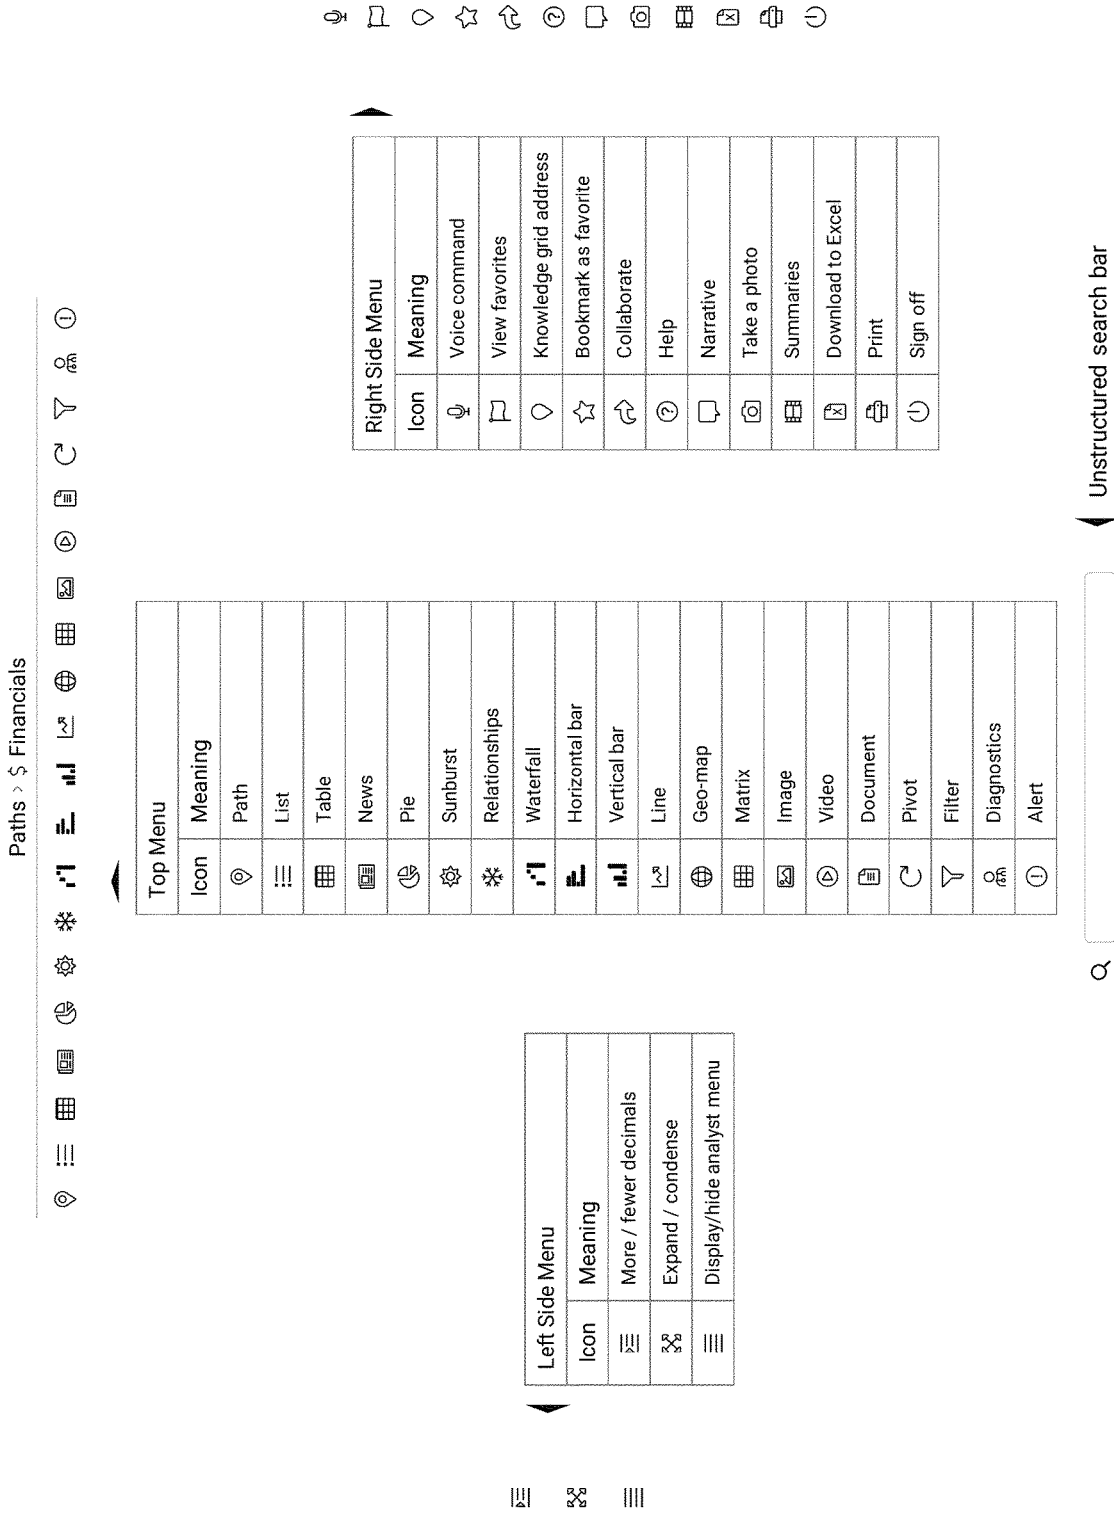 Paths > $ Financials
Left Side Menu
Icon Meaning
More / fewer decimals
Expand / condense
Display/hide analyst menu
Top Menu
Icon Meaning
Path
List
Table
News
Pie
Sunburst
Relationships
Waterfall
Horizontal bar
Vertical bar
Line
Geo-map
Matrix
Image
Video
Document
Pivot
Filter
Diagnostics
Alert
Right Side Menu
Icon Meaning
Voice command
View favorites
Knowledge grid address
Bookmark as favorite
Collaborate
Help
Narrative
Take a photo
Summaries
Download to Excel
Print
Sign off
Unstructured search bar